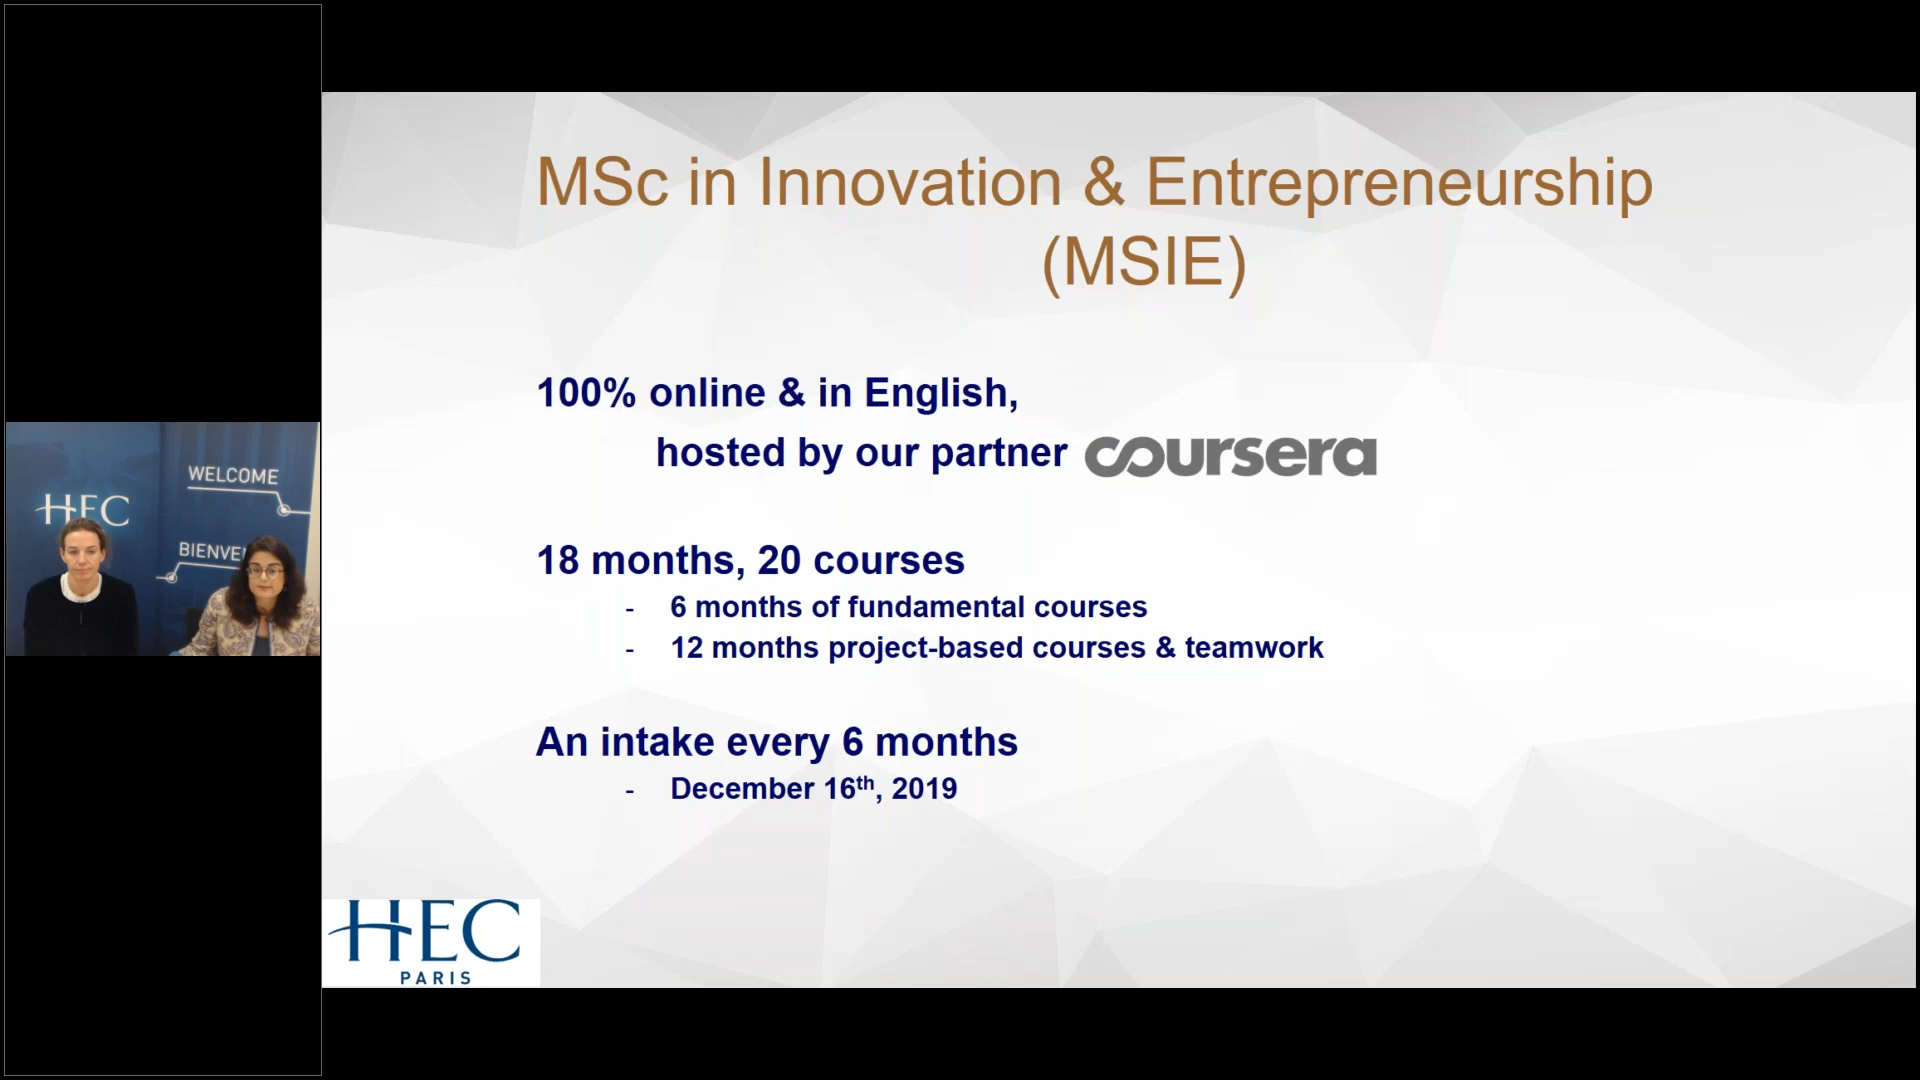 MSc in Innovation & Entrepreneurship
(MSIE)
100% online & in English,
hosted by our partner coursera
18 months, 20 courses
- 6 months of fundamental courses
- 12 months project-based courses & teamwork
An intake every 6 months
- December 16th, 2019
HEC
PARIS
HEC
WELCOME
BIENVE